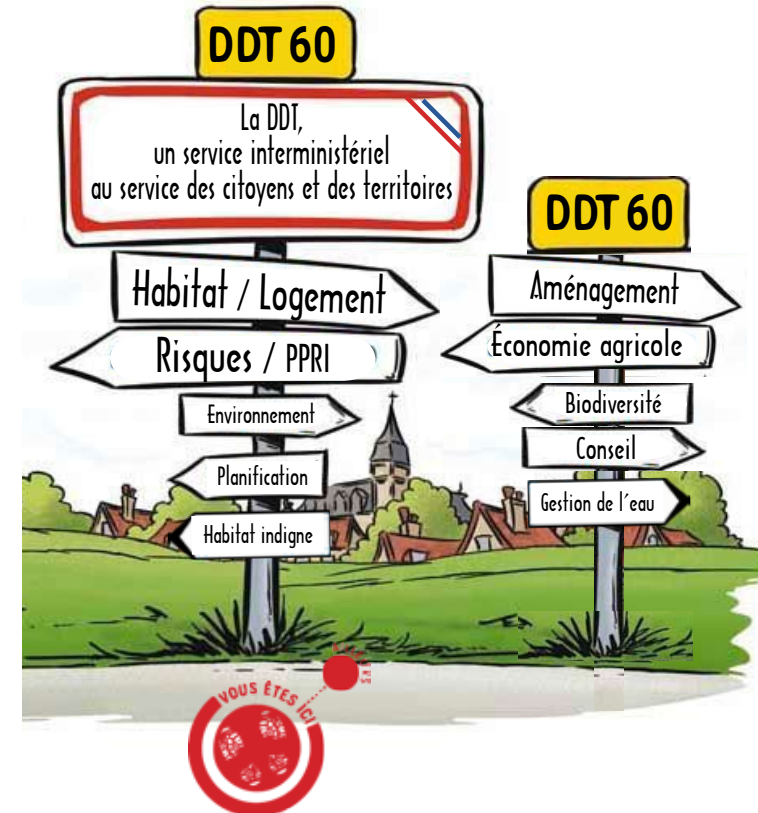 DDT 60
La DDT,
un service interministériel
au service des citoyens et des territoires
Habitat / Logement
Risques / PPRI
Environnement
Planification
Habitat indigne
DDT 60
Aménagement
Économie agricole
Biodiversité
Conseil
Gestion de l'eau
VOUS ÊTES ICI